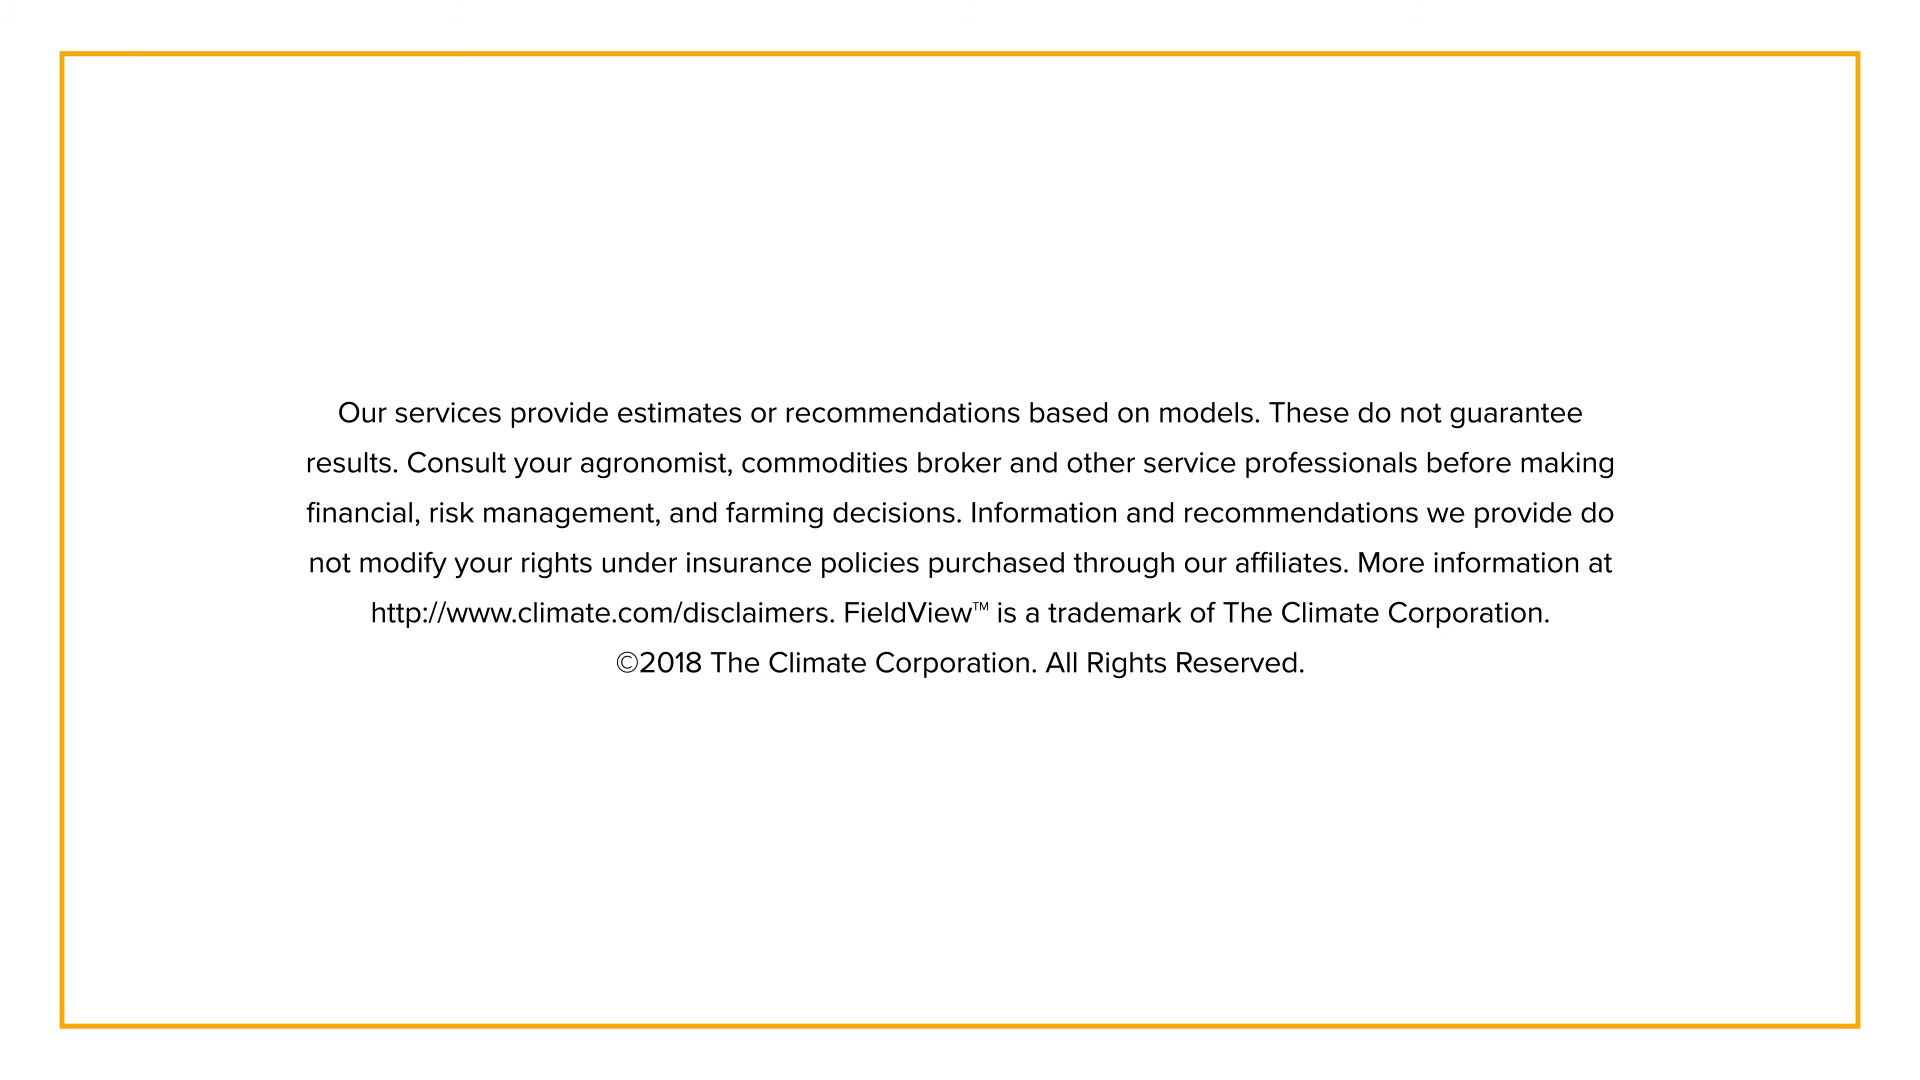 Our services provide estimates or recommendations based on models. These do not guarantee
results. Consult your agronomist, commodities broker and other service professionals before making
financial, risk management, and farming decisions. Information and recommendations we provide do
not modify your rights under insurance policies purchased through our affiliates. More information at
http://www.climate.com/disclaimers. FieldView™ is a trademark of The Climate Corporation.
©2018 The Climate Corporation. All Rights Reserved.